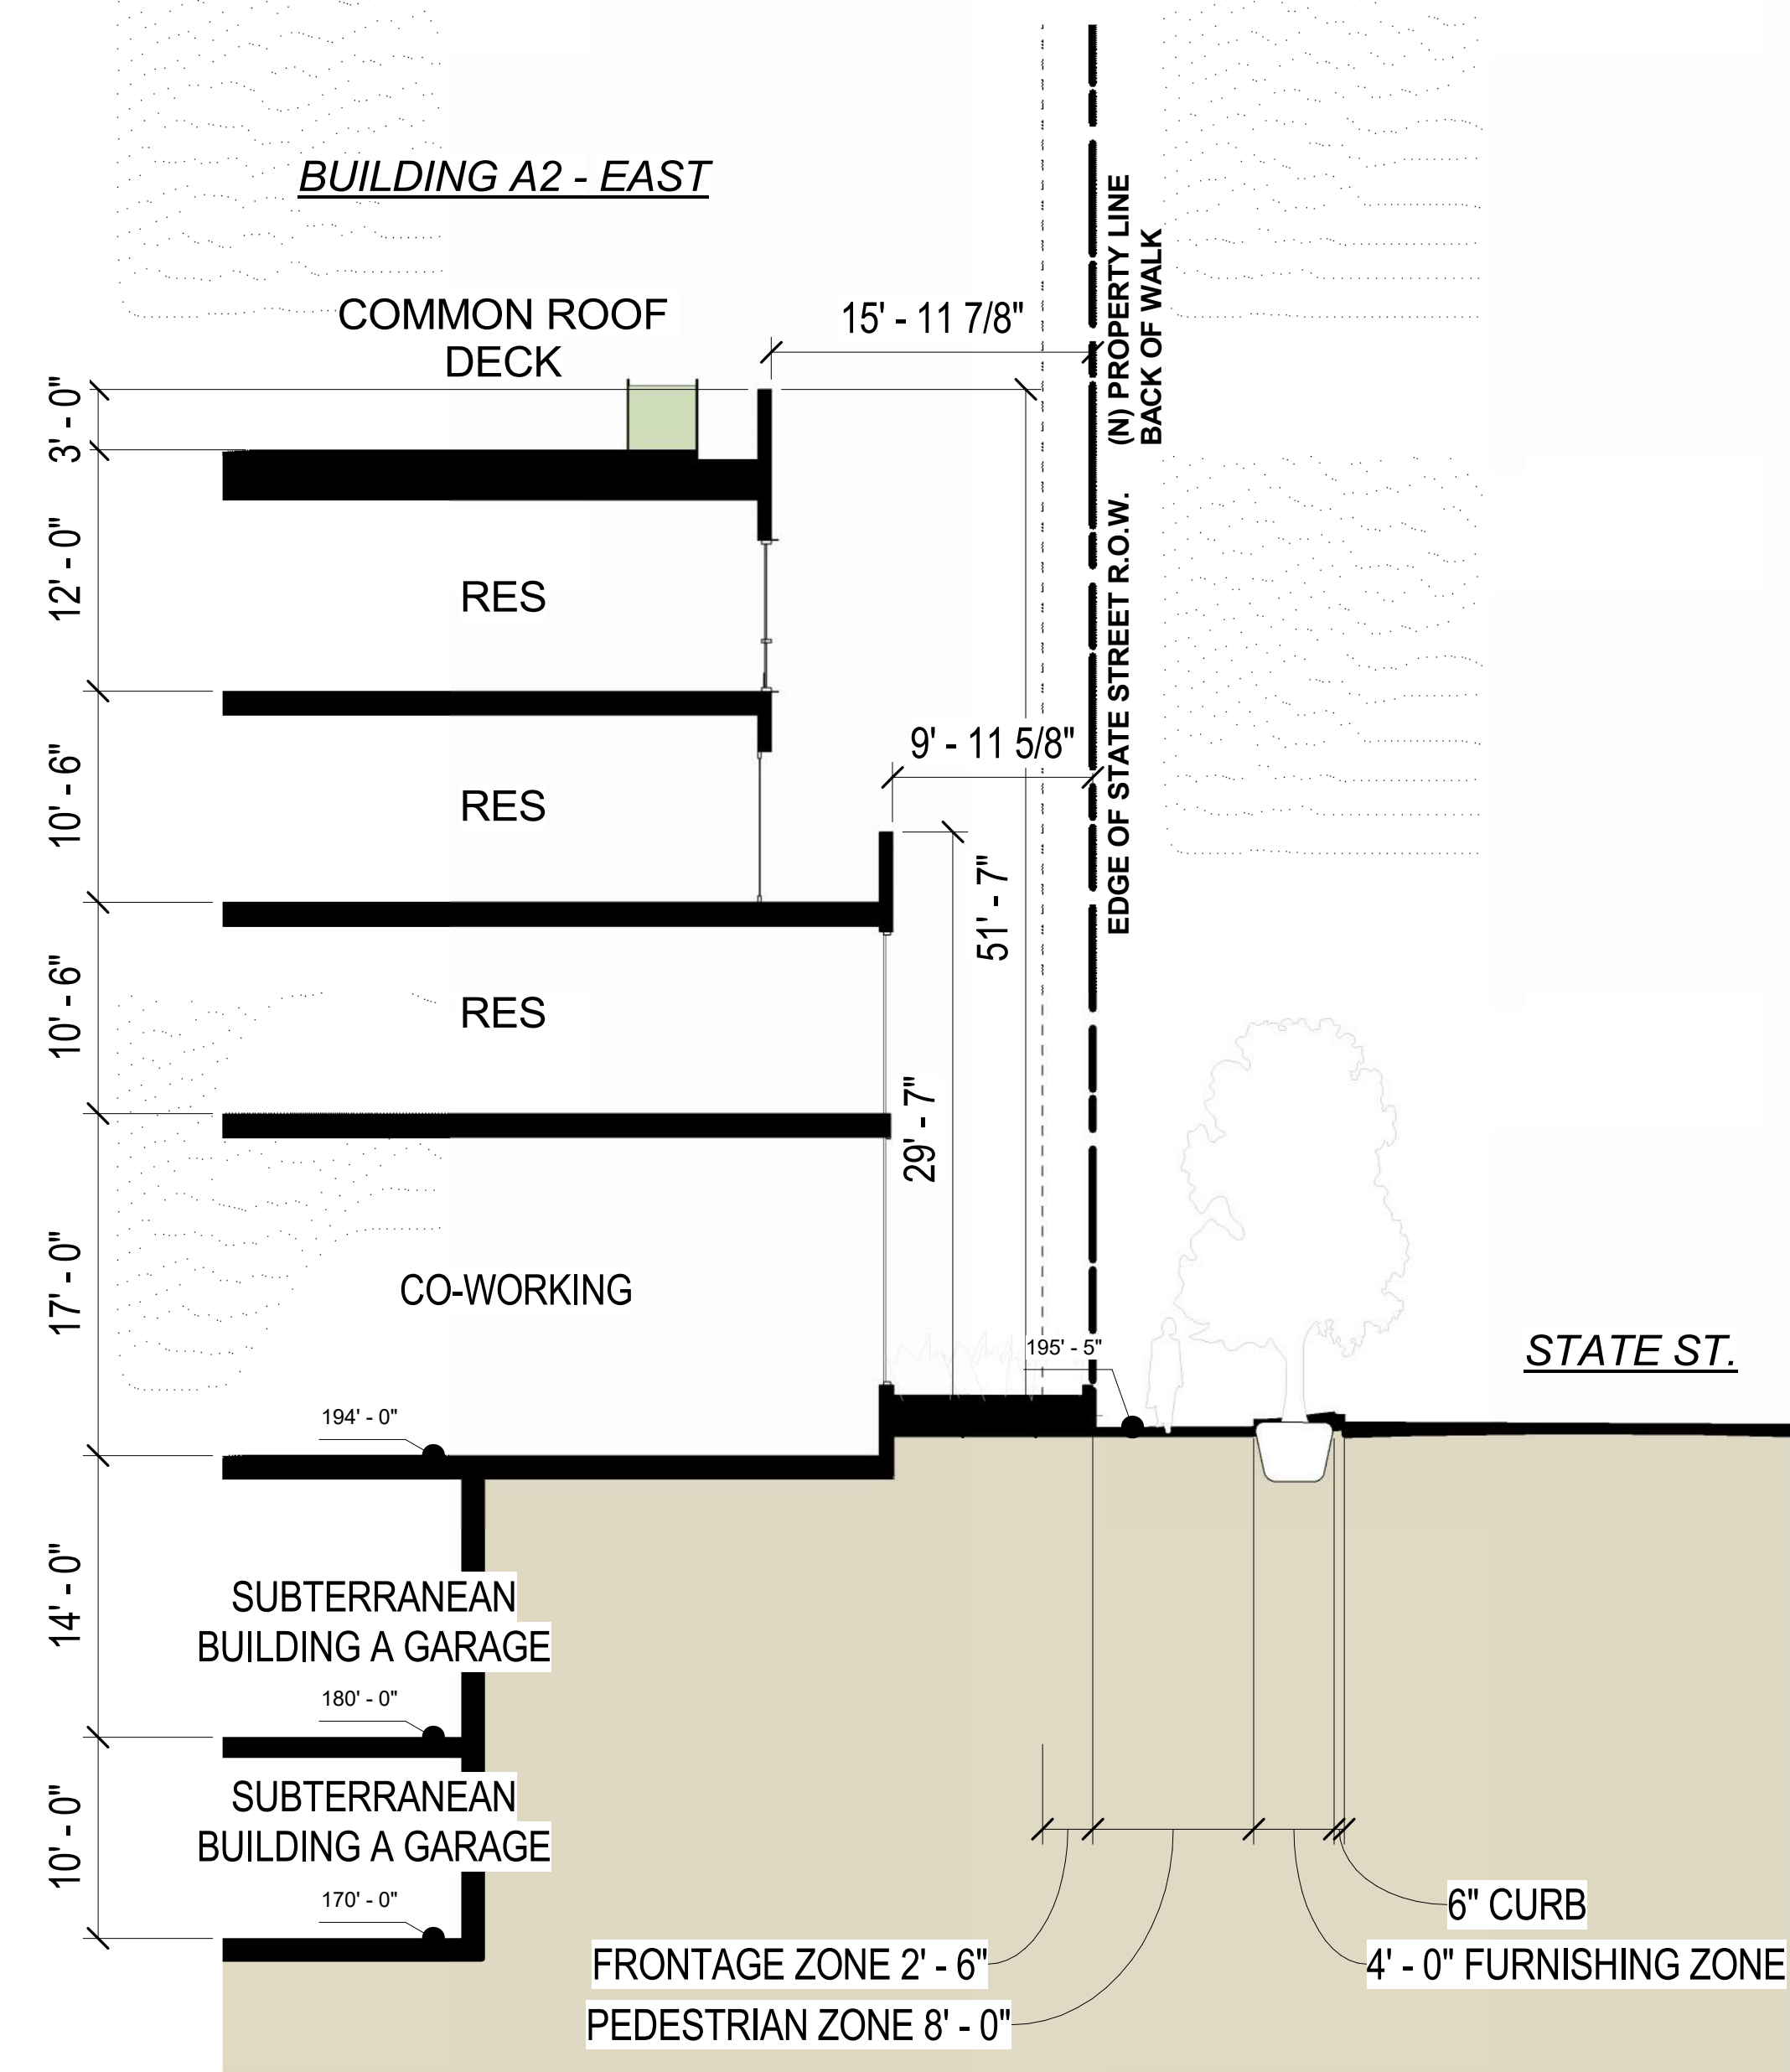 BUILDING A2 - EAST
(N) PROPERTY LINE
BACK OF WALK
COMMON ROOF
DECK
15' - 11 7/8"
3' - 0"
12' - 0"
RES
EDGE OF STATE STREET R.O.W.
9' - 11 5/8"
10' - 6"
RES
51' - 7"
10' - 6"
RES
29' - 7"
17' - 0"
CO-WORKING
195' - 5"
STATE ST.
194' - 0"
14' - 0"
SUBTERRANEAN
BUILDING A GARAGE
180' - 0"
10' - 0"
SUBTERRANEAN
BUILDING A GARAGE
170' - 0"
6" CURB
FRONTAGE ZONE 2' - 6"
4' - 0" FURNISHING ZONE
PEDESTRIAN ZONE 8' - 0"